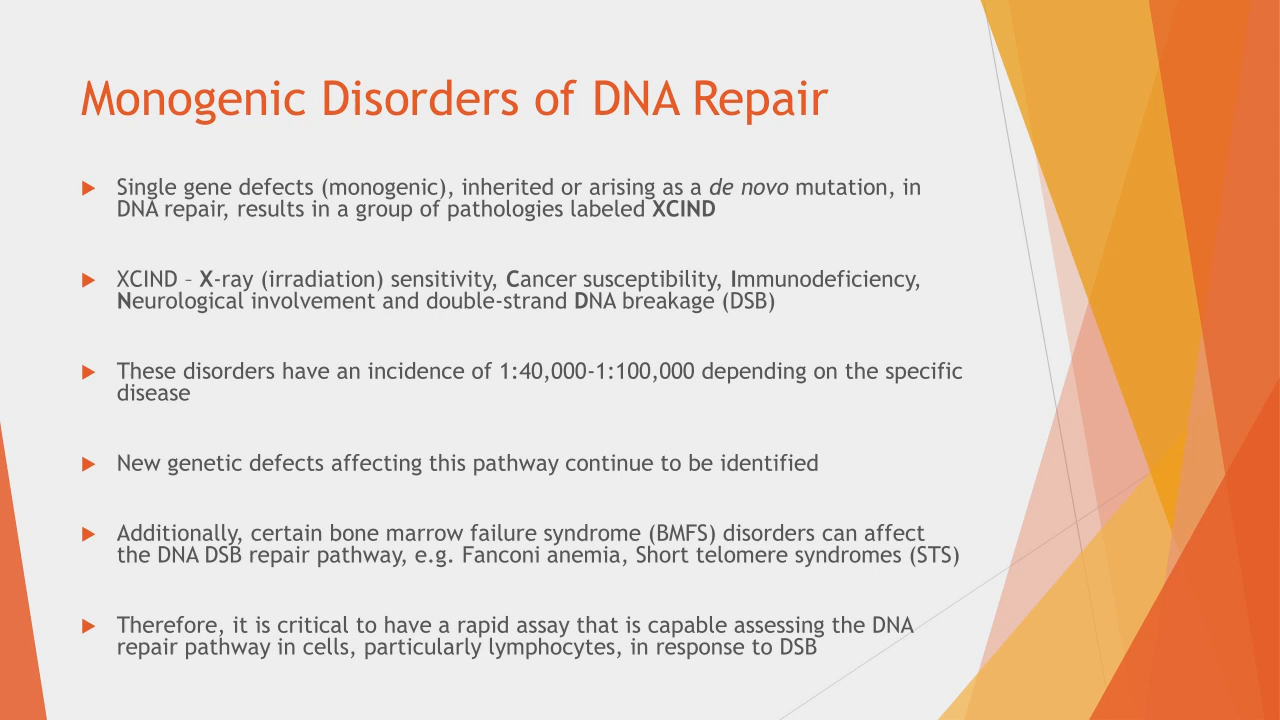 Monogenic Disorders of DNA Repair
Single gene defects (monogenic), inherited or arising as a de novo mutation, in
DNA repair, results in a group of pathologies labeled XCIND
XCIND – X-ray (irradiation) sensitivity, Cancer susceptibility, Immunodeficiency,
Neurological involvement and double-strand DNA breakage (DSB)
These disorders have an incidence of 1:40,000-1:100,000 depending on the specific
disease
New genetic defects affecting this pathway continue to be identified
Additionally, certain bone marrow failure syndrome (BMFS) disorders can affect
the DNA DSB repair pathway, e.g. Fanconi anemia, Short telomere syndromes (STS)
Therefore, it is critical to have a rapid assay that is capable assessing the DNA
repair pathway in cells, particularly lymphocytes, in response to DSB